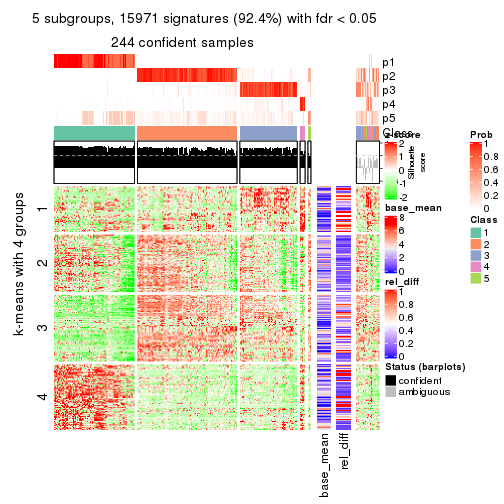 5 subgroups, 15971 signatures (92.4%) with fdr < 0.05
244 confident samples
p1
p2
p3
p4
p5
Class
z-score
2
1
0
-1
-2
Silhouette
score
Prob
1
0.8
0.6
0.4
0.2
0
base_mean
8
6
4
2
0
Class
1
2
3
4
5
rel_diff
1
0.8
0.6
0.4
0.2
0
Status (barplots)
confident
ambiguous
k-means with 4 groups
1
2
3
4
base_mean
rel_diff